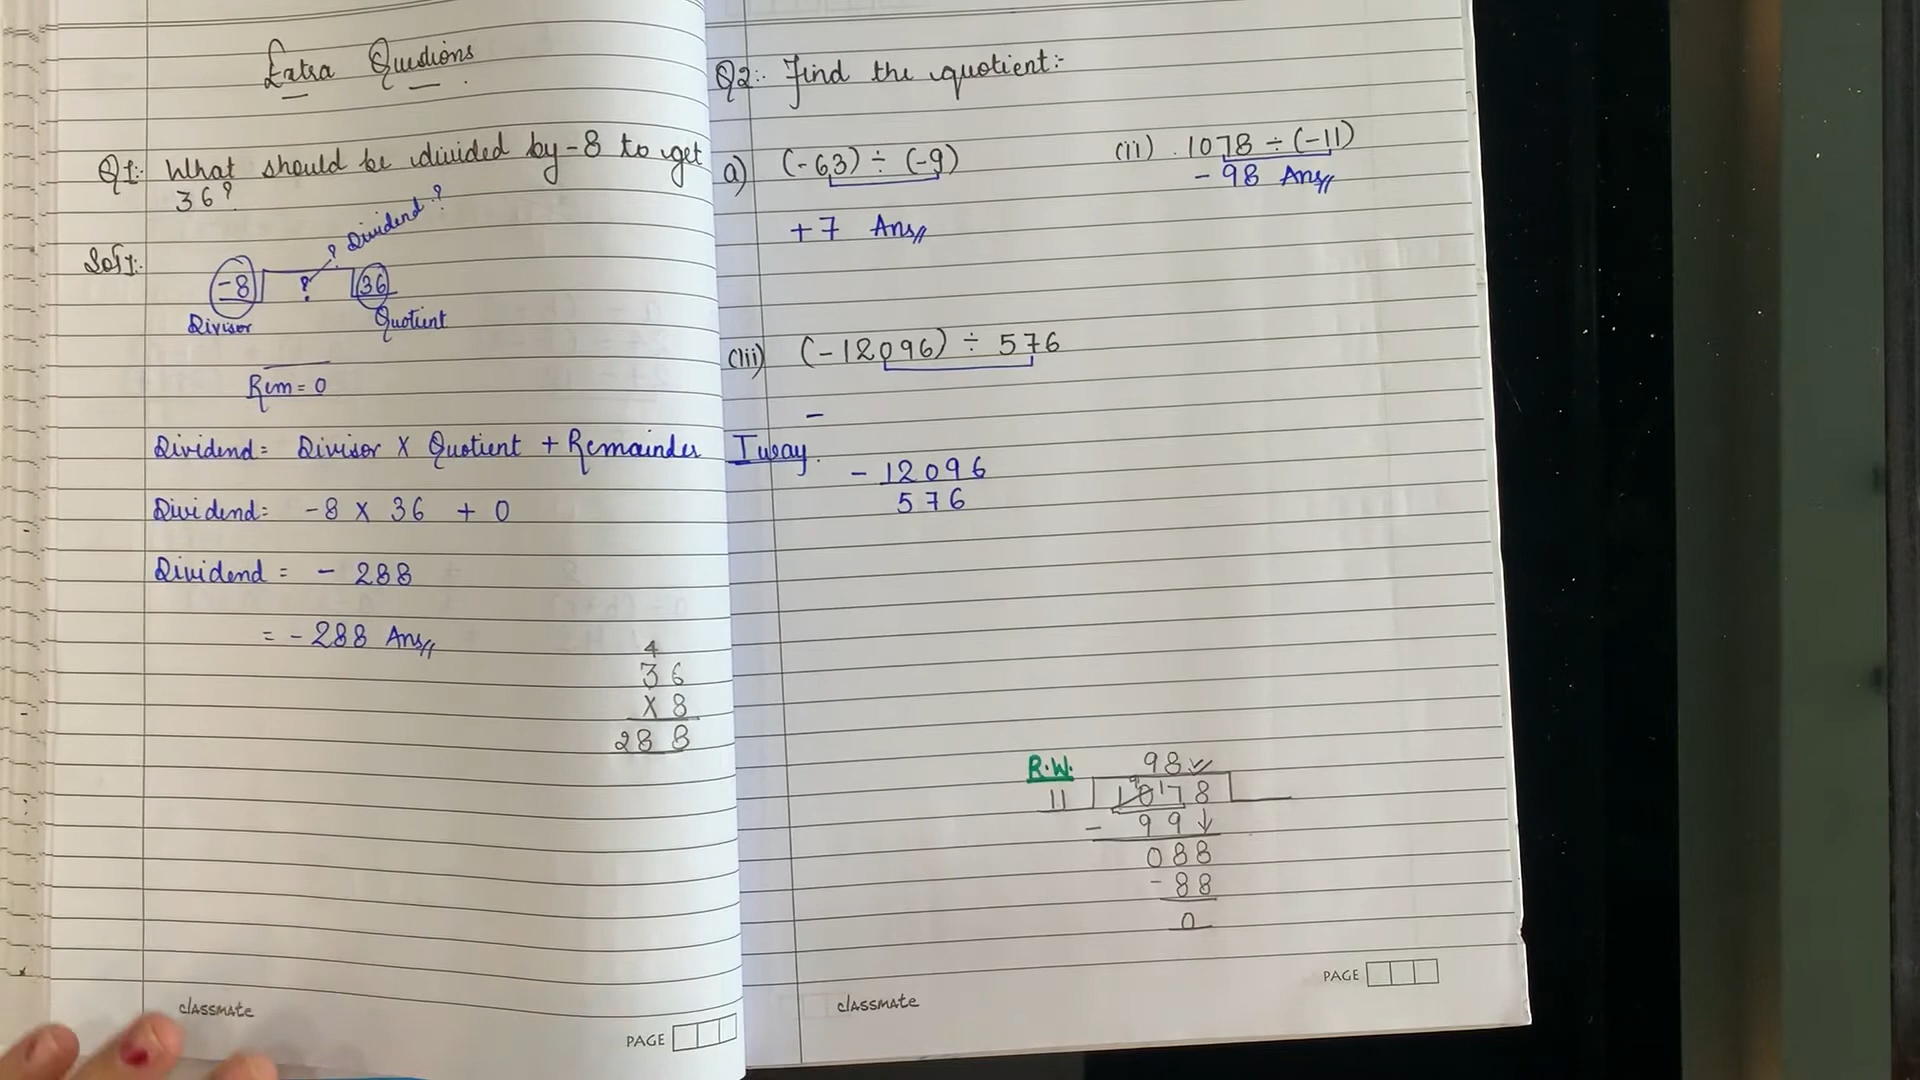 Extra Questions
Q1:- What should be divided by -8 to get
36?
Sol1:-
? Dividend ?
-8 ? 36
Divisor Quotient
Rem = 0
Dividend = Divisor X Quotient + Remainder
Dividend = -8 X 36 + 0
Dividend = - 288
= - 288 Ans//
4
36
X 8
288
classmate
PAGE
Q2:- Find the quotient:-
a) (-63) ÷ (-9)
+7 Ans//
(ii) . 1078 ÷ (-11)
- 98 Ans//
(iii) (-12096) ÷ 576
-
I way.
- 12096
576
R.W. 98
11 1078
9 1
- 99 ↓
088
- 88
0
classmate
PAGE